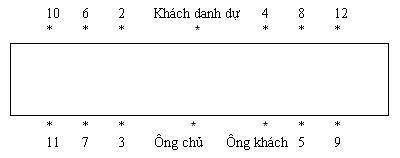 10 6 2 Khách danh dự 4 8 12
* * * * * * *
* * * * * * *
11 7 3 Ông chủ Ông khách 5 9